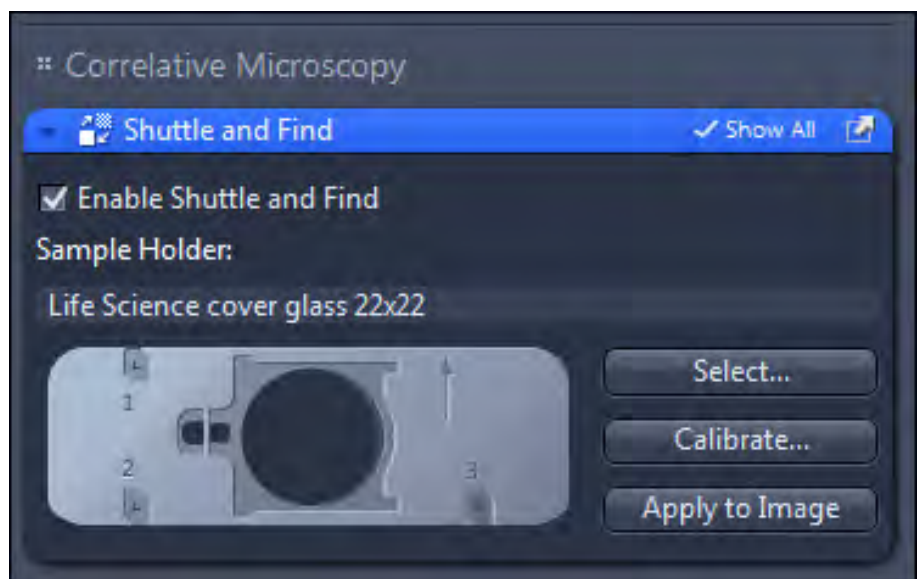 Correlative Microscopy
Shuttle and Find
Show All
Enable Shuttle and Find
Sample Holder:
Life Science cover glass 22x22
1
2
3
Select...
Calibrate...
Apply to Image